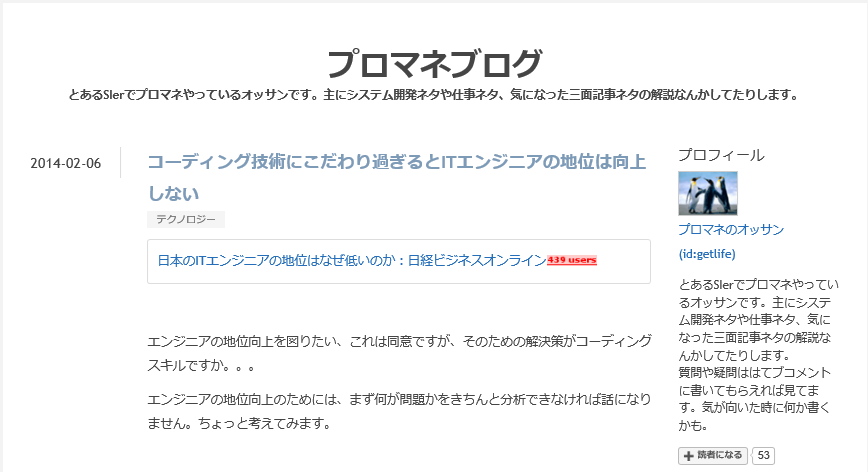 プロマネブログ
とあるSIerでプロマネやっているオッサンです。主にシステム開発ネタや仕事ネタ、気になった三面記事ネタの解説なんかしてたりします。
2014-02-06
コーディング技術にこだわり過ぎるとITエンジニアの地位は向上
しない
テクノロジー
日本のITエンジニアの地位はなぜ低いのか：日経ビジネスオンライン439 users
エンジニアの地位向上を図りたい、これは同意ですが、そのための解決策がコーディング
スキルですか。。。
エンジニアの地位向上のためには、まず何が問題かをきちんと分析できなければ話になり
ません。ちょっと考えてみます。
プロフィール
プロマネのオッサン
(id:getlife)
とあるSIerでプロマネやってい
るオッサンです。主にシステ
ム開発ネタや仕事ネタ、気に
なった三面記事ネタの解説な
んかしてたりします。
質問や疑問ははてブコメント
に書いてもらえれば見てま
す。気が向いた時に何か書く
かも。
＋ 読者になる 53